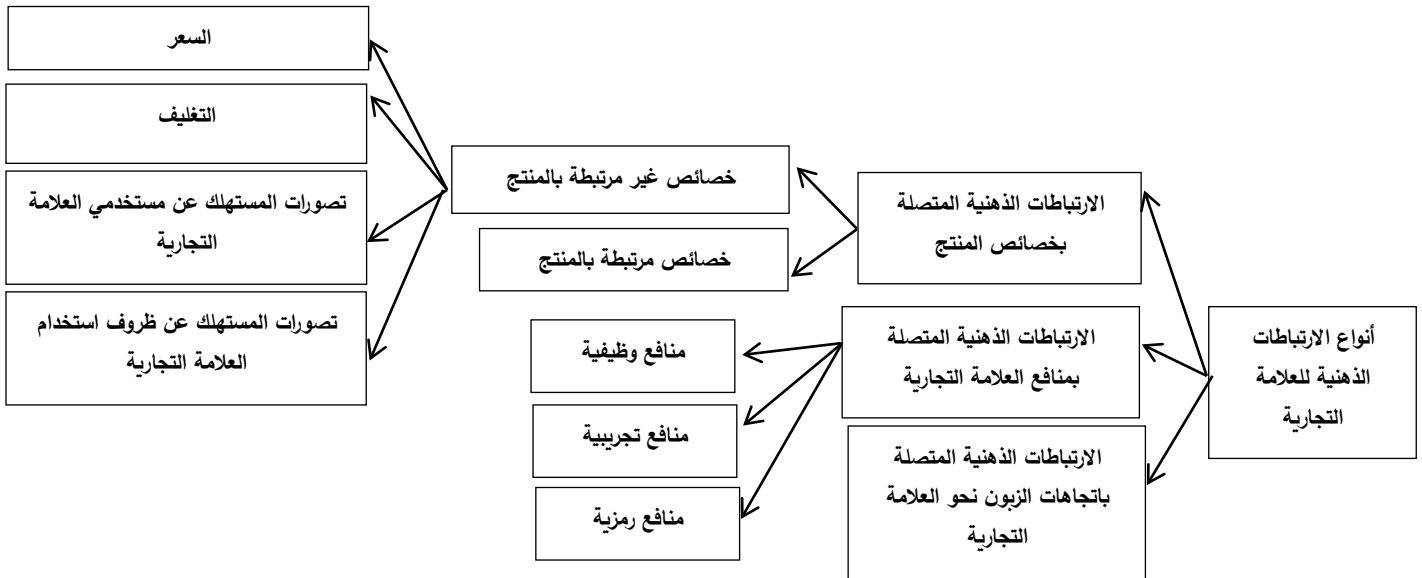 أنواع الارتباطات
الذهنية للعلامة
التجارية
الارتباطات الذهنية المتصلة
بخصائص المنتج
الارتباطات الذهنية المتصلة
بمنافع العلامة التجارية
الارتباطات الذهنية المتصلة
باتجاهات الزبون نحو العلامة
التجارية
خصائص غير مرتبطة بالمنتج
خصائص مرتبطة بالمنتج
منافع وظيفية
منافع تجريبية
منافع رمزية
السعر
التغليف
تصورات المستهلك عن مستخدمي العلامة
التجارية
تصورات المستهلك عن ظروف استخدام
العلامة التجارية